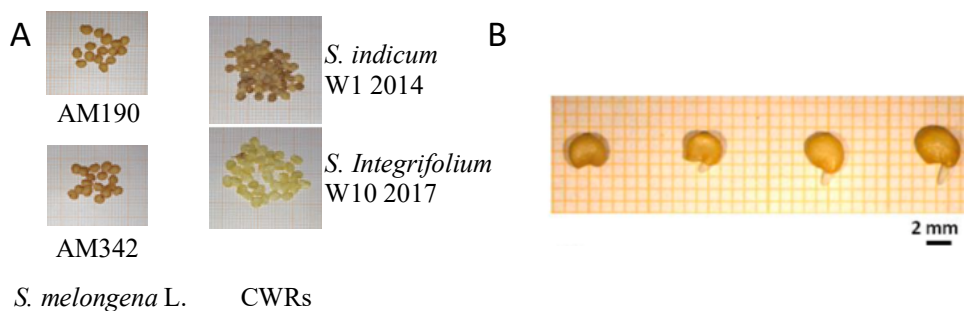 A
AM190
AM342
S. melongena L.
S. indicum
W1 2014
S. Integrifolium
W10 2017
CWRs
B
2 mm